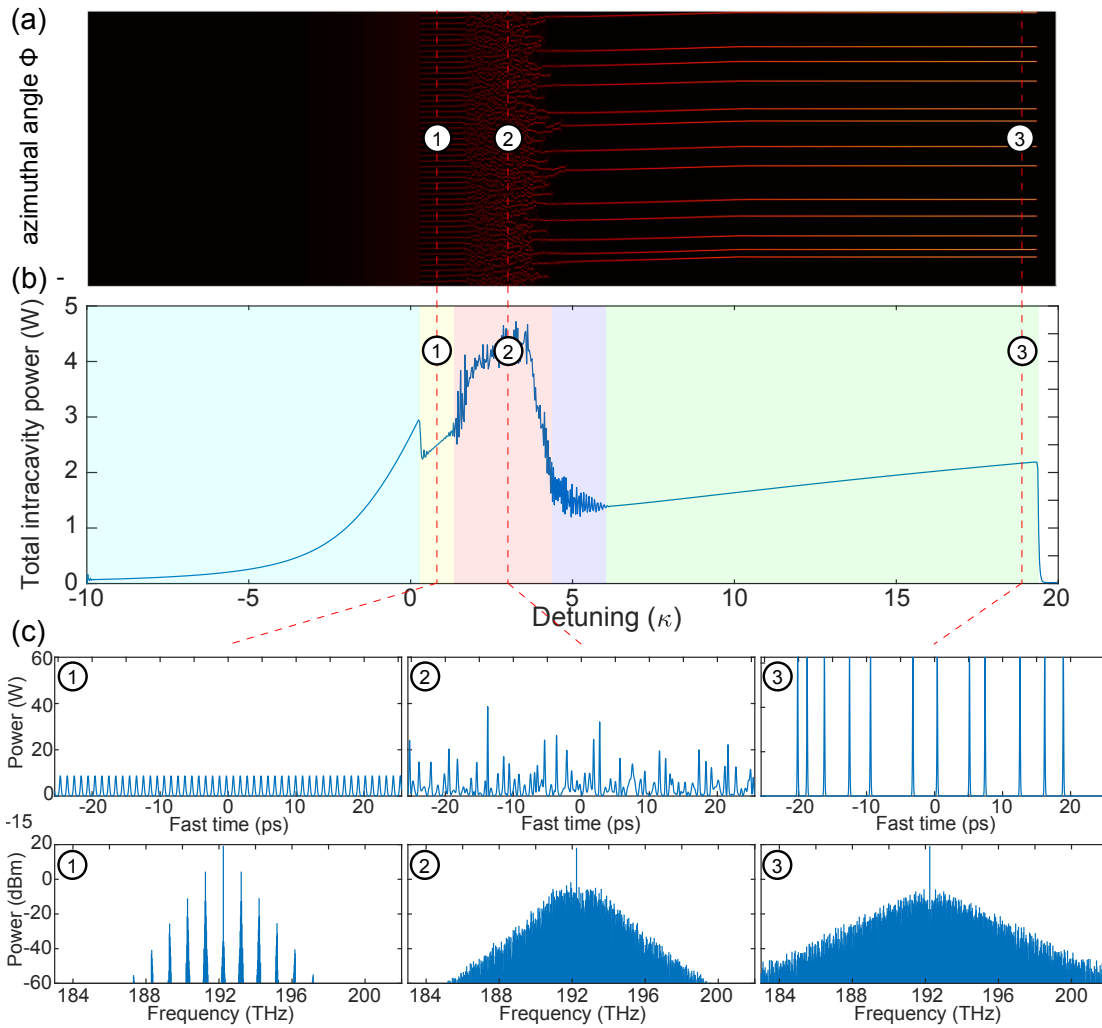 (a)
azimuthal angle Φ
-
1 2 3
(b)
Total intracavity power (W)
5
4
3
2
1
0
1 2 3
-10 -5 0 5 10 15 20
Detuning (κ)
(c)
Power (W)
60
40
20
0
1 2 3
-20 -10 0 10 20 -20 -10 0 10 20 -20 -10 0 10 20
Fast time (ps) Fast time (ps) Fast time (ps)
-15
Power (dBm)
20
0
-20
-40
-60
1 2 3
184 188 192 196 200 184 188 192 196 200 184 188 192 196 200
Frequency (THz) Frequency (THz) Frequency (THz)